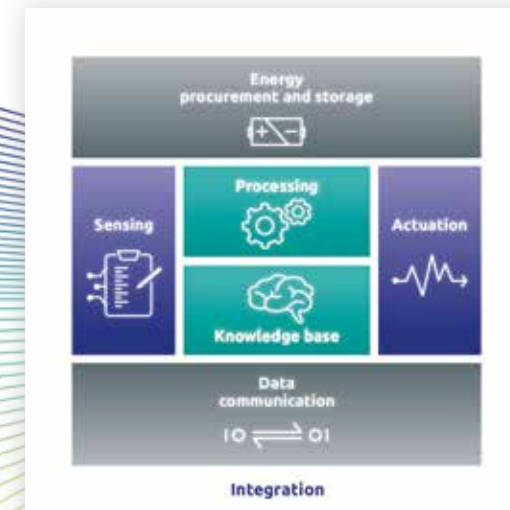 Energy
procurement and storage
Sensing
Processing
Actuation
Knowledge base
Data
communication
IO OI
Integration